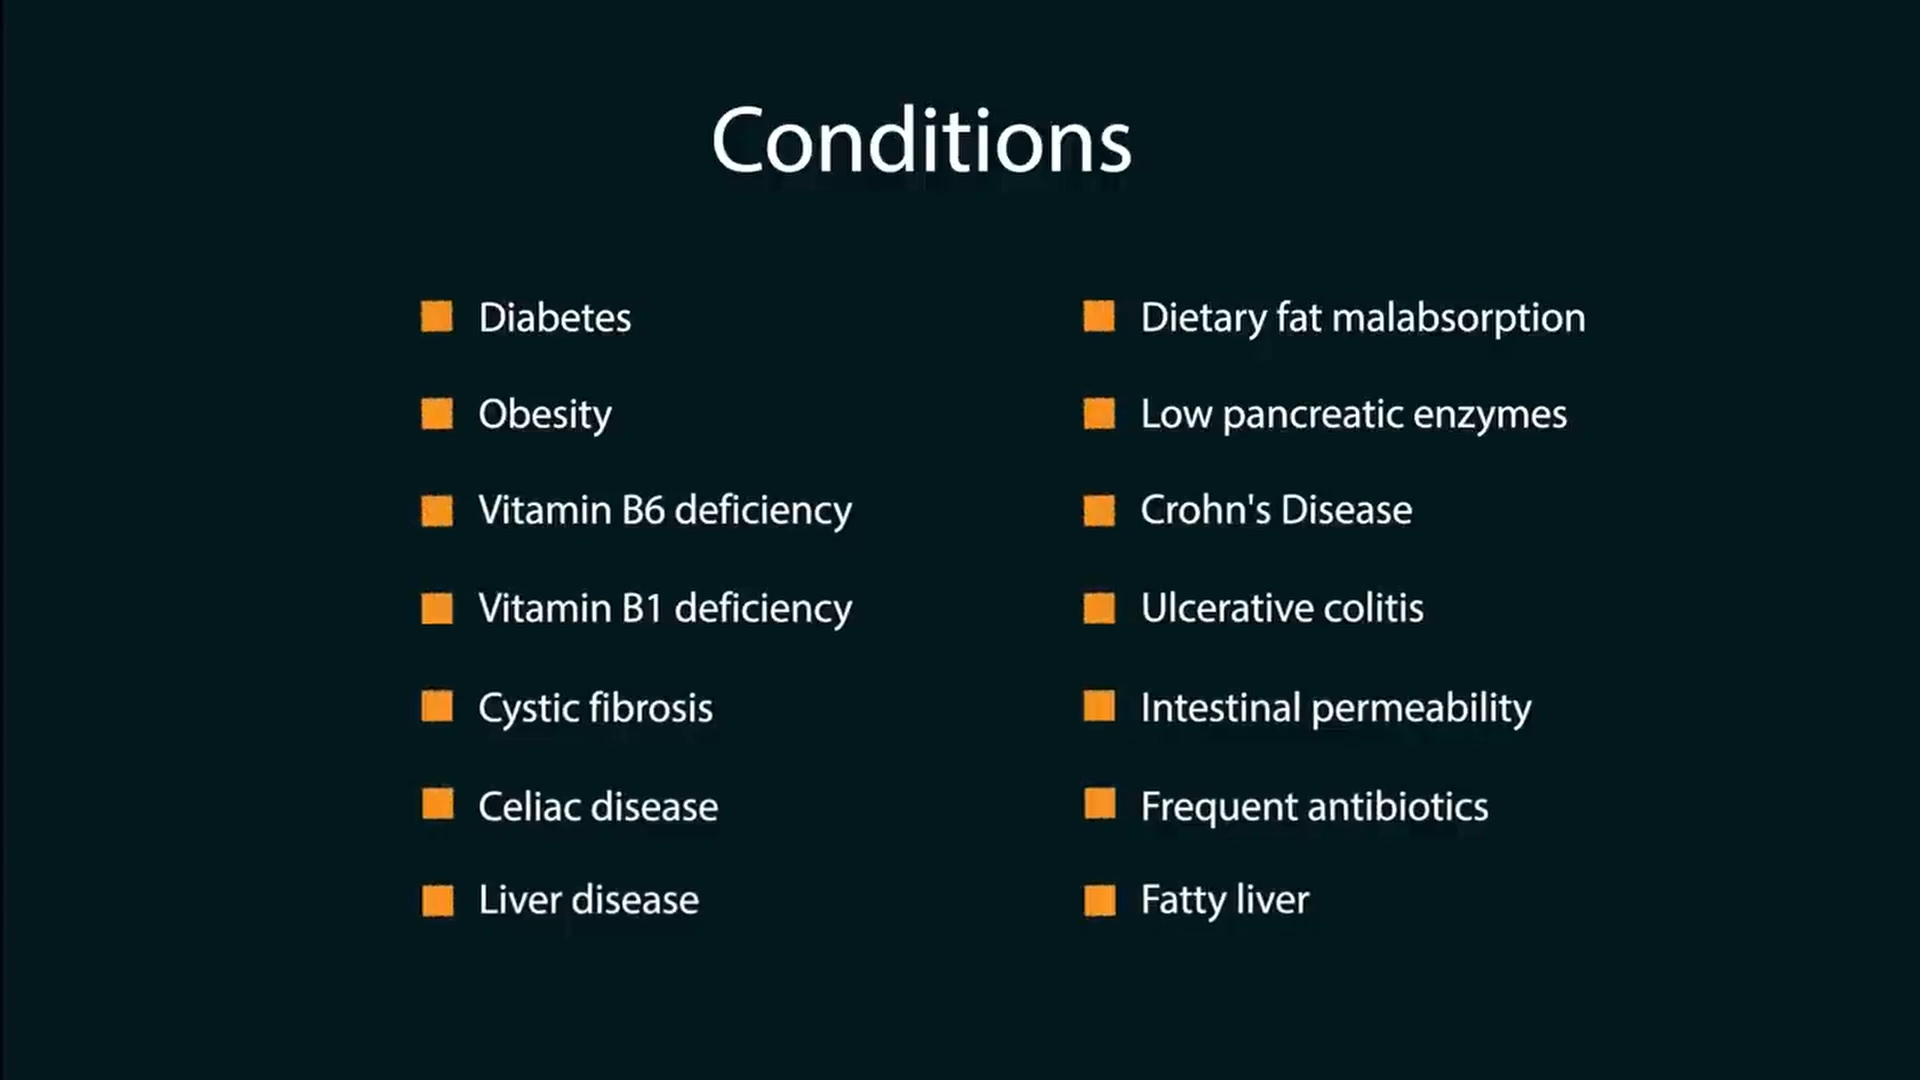 Conditions
Diabetes
Obesity
Vitamin B6 deficiency
Vitamin B1 deficiency
Cystic fibrosis
Celiac disease
Liver disease
Dietary fat malabsorption
Low pancreatic enzymes
Crohn's Disease
Ulcerative colitis
Intestinal permeability
Frequent antibiotics
Fatty liver